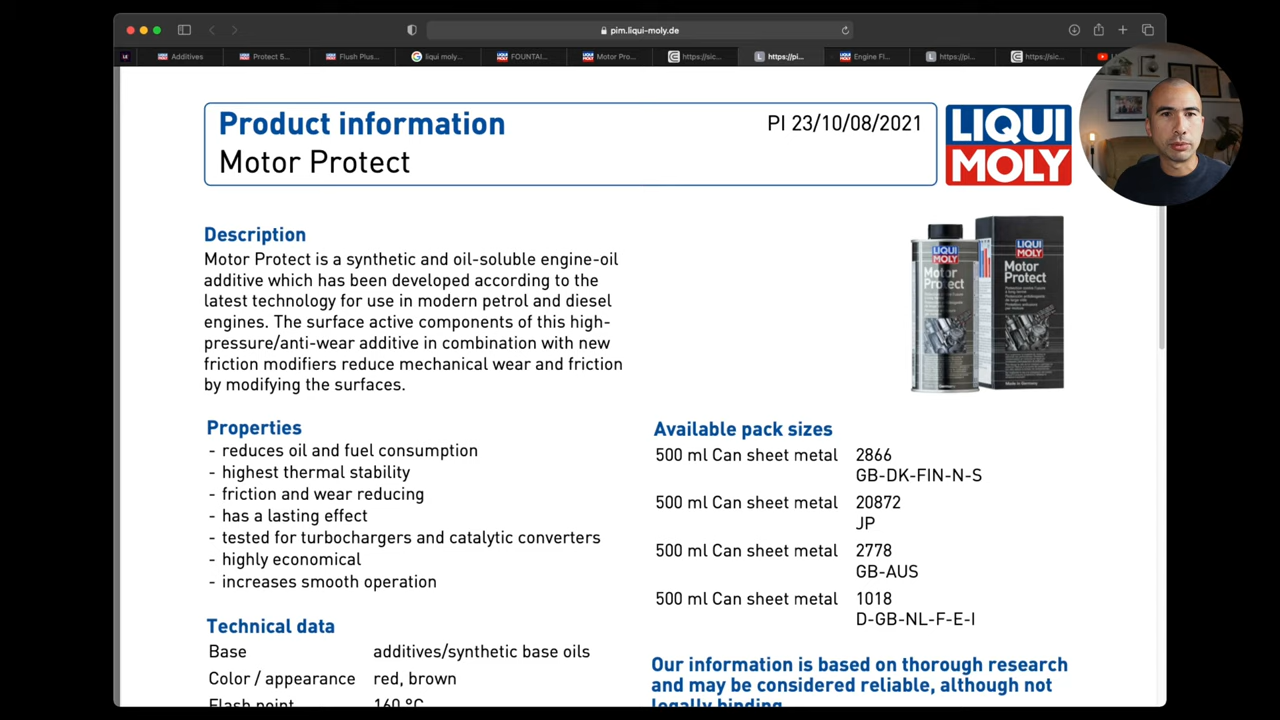 pim.liqui-moly.de
Additives
Protect S...
Flush Plus...
liqui moly...
FOUNTAI...
Motor Pro...
https://sic...
https://pi...
Engine Fl...
https://pi...
https://sic...
Product information
PI 23/10/08/2021
Motor Protect
LIQUI
MOLY
Description
Motor Protect is a synthetic and oil-soluble engine-oil
additive which has been developed according to the
latest technology for use in modern petrol and diesel
engines. The surface active components of this high-
pressure/anti-wear additive in combination with new
friction modifiers reduce mechanical wear and friction
by modifying the surfaces.
LIQUI
MOLY
Motor
Protect
LIQUI
MOLY
Motor
Protect
Properties
- reduces oil and fuel consumption
- highest thermal stability
- friction and wear reducing
- has a lasting effect
- tested for turbochargers and catalytic converters
- highly economical
- increases smooth operation
Technical data
Base additives/synthetic base oils
Color / appearance red, brown
Flash point 160 °C
Available pack sizes
500 ml Can sheet metal 2866
GB-DK-FIN-N-S
500 ml Can sheet metal 20872
JP
500 ml Can sheet metal 2778
GB-AUS
500 ml Can sheet metal 1018
D-GB-NL-F-E-I
Our information is based on thorough research
and may be considered reliable, although not
legally binding.